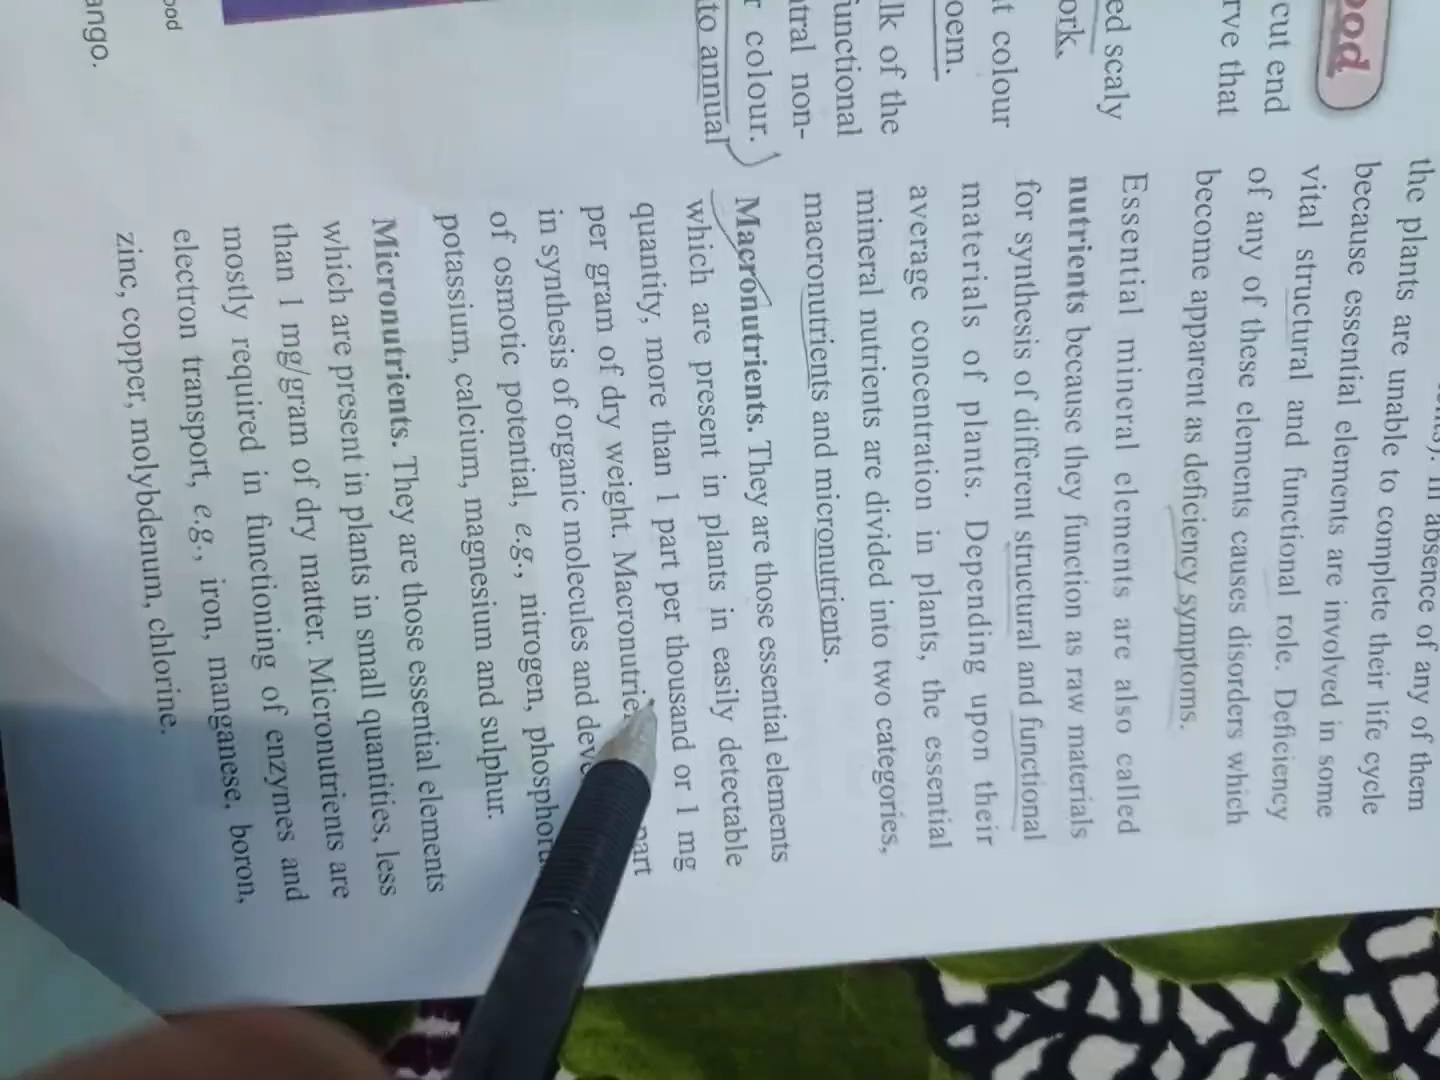 ood
cut end
rve that
ed scaly
ork.
t colour
oem.
lk of the
functional
tral non-
r colour.
to annual
ood
ango.
absence of any of them
the plants are unable to complete their life cycle
because essential elements are involved in some
vital structural and functional role. Deficiency
of any of these elements causes disorders which
become apparent as deficiency symptoms.
Essential mineral elements are also called
nutrients because they function as raw materials
for synthesis of different structural and functional
materials of plants. Depending upon their
average concentration in plants, the essential
mineral nutrients are divided into two categories,
macronutrients and micronutrients.
Macronutrients. They are those essential elements
which are present in plants in easily detectable
quantity, more than 1 part per thousand or 1 mg
per gram of dry weight. part
in synthesis of organic molecules and
of osmotic potential, e.g., nitrogen,
potassium, calcium, magnesium and sulphur.
Micronutrients. They are those essential elements
which are present in plants in small quantities, less
than 1 mg/gram of dry matter. Micronutrients are
mostly required in functioning of enzymes and
electron transport, e.g., iron, manganese, boron,
zinc, copper, molybdenum, chlorine.